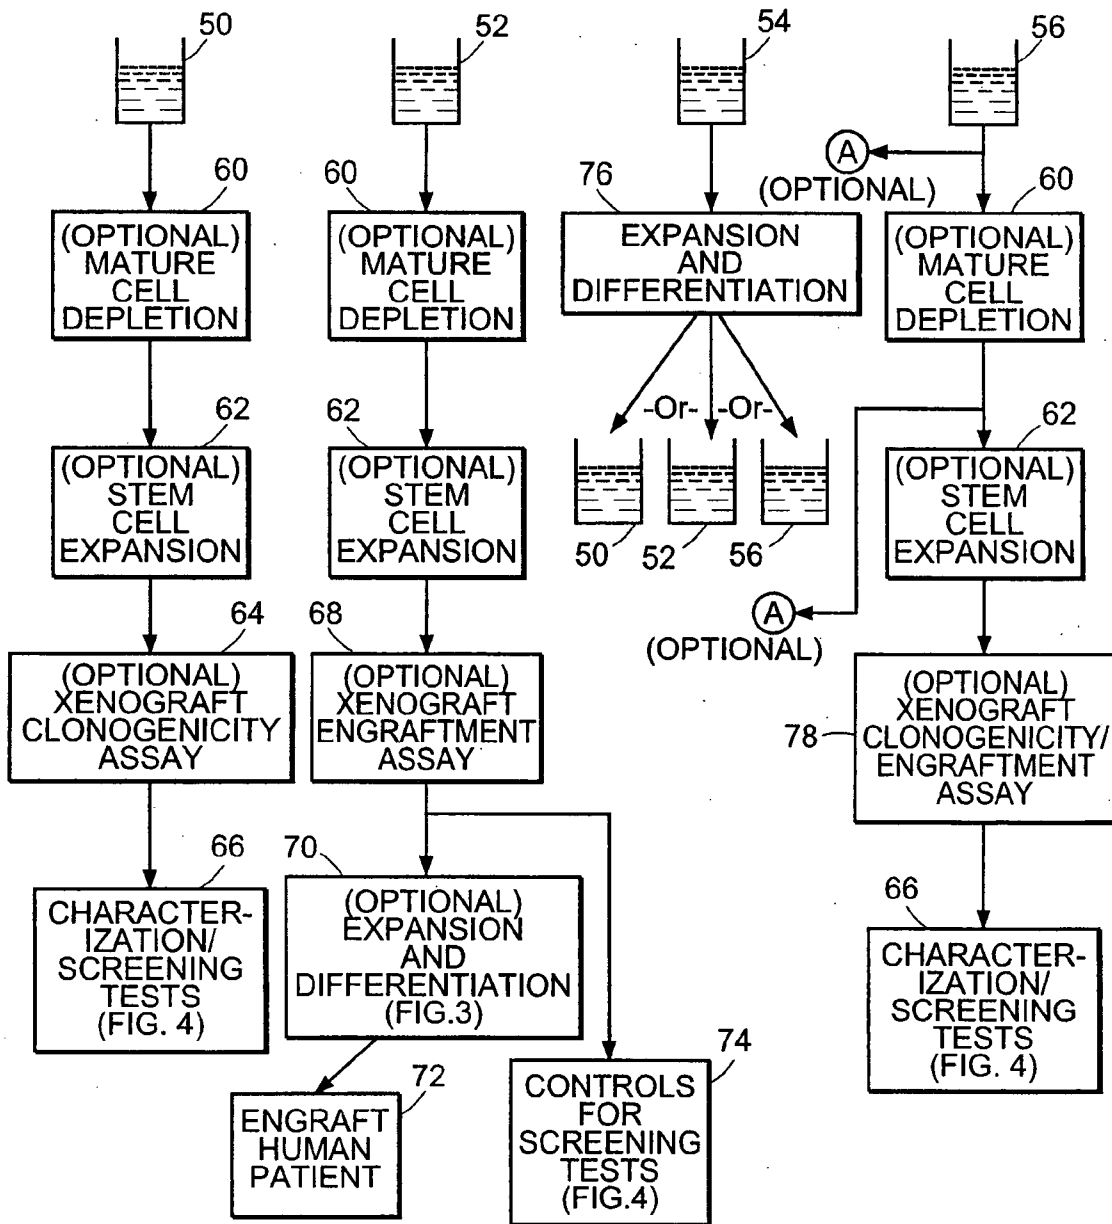 50
52
54
56
A
(OPTIONAL)
60
(OPTIONAL)
MATURE
CELL
DEPLETION
60
(OPTIONAL)
MATURE
CELL
DEPLETION
76
EXPANSION
AND
DIFFERENTIATION
60
(OPTIONAL)
MATURE
CELL
DEPLETION
-Or-
-Or-
50
52
56
62
(OPTIONAL)
STEM
CELL
EXPANSION
62
(OPTIONAL)
STEM
CELL
EXPANSION
62
(OPTIONAL)
STEM
CELL
EXPANSION
A
(OPTIONAL)
64
(OPTIONAL)
XENOGRAFT
CLONOGENICITY
ASSAY
68
(OPTIONAL)
XENOGRAFT
ENGRAFTMENT
ASSAY
78
(OPTIONAL)
XENOGRAFT
CLONOGENICITY/
ENGRAFTMENT
ASSAY
66
CHARACTER-
IZATION/
SCREENING
TESTS
(FIG. 4)
70
(OPTIONAL)
EXPANSION
AND
DIFFERENTIATION
(FIG.3)
66
CHARACTER-
IZATION/
SCREENING
TESTS
(FIG. 4)
72
ENGRAFT
HUMAN
PATIENT
74
CONTROLS
FOR
SCREENING
TESTS
(FIG.4)